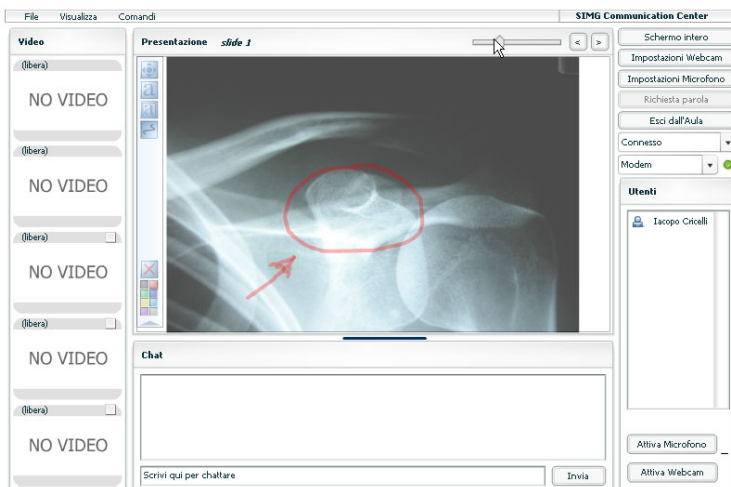 File Visualizza Comandi
SIMG Communication Center
Video
(libera)
NO VIDEO
(libera)
NO VIDEO
(libera)
NO VIDEO
(libera)
NO VIDEO
(libera)
NO VIDEO
Presentazione slide 1
< >
a
a
Chat
Scrivi qui per chattare
Invia
Schermo intero
Impostazioni Webcam
Impostazioni Microfono
Richiesta parola
Esci dall'Aula
Connesso
Modem
Utenti
Iacopo Cricelli
Attiva Microfono
Attiva Webcam